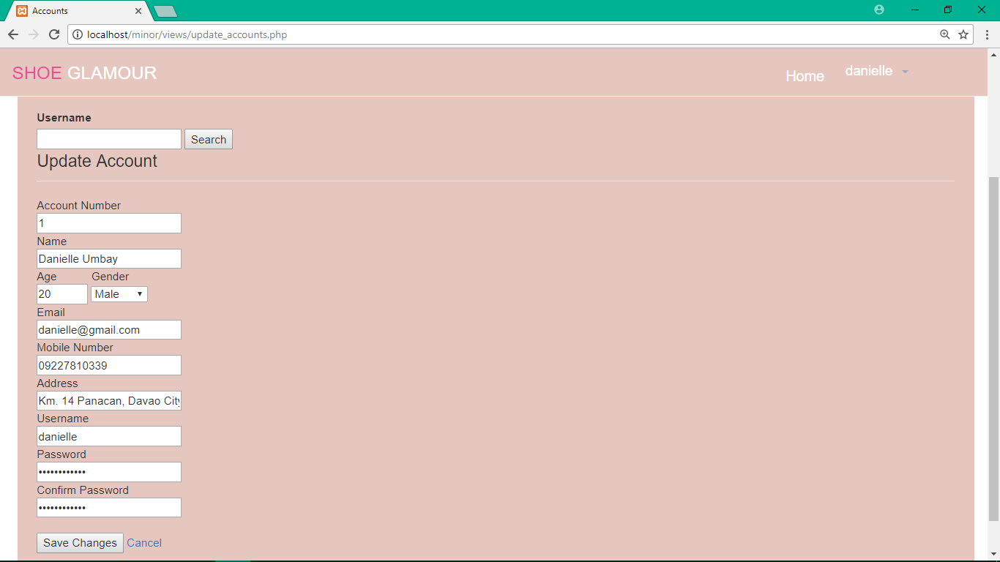 Accounts
localhost/minor/views/update_accounts.php
SHOE GLAMOUR
Home
danielle
Username
Search
Update Account
Account Number
1
Name
Danielle Umbay
Age Gender
20 Male
Email
danielle@gmail.com
Mobile Number
09227810339
Address
Km. 14 Panacan, Davao City
Username
danielle
Password
••••••••••••
Confirm Password
••••••••••••
Save Changes Cancel